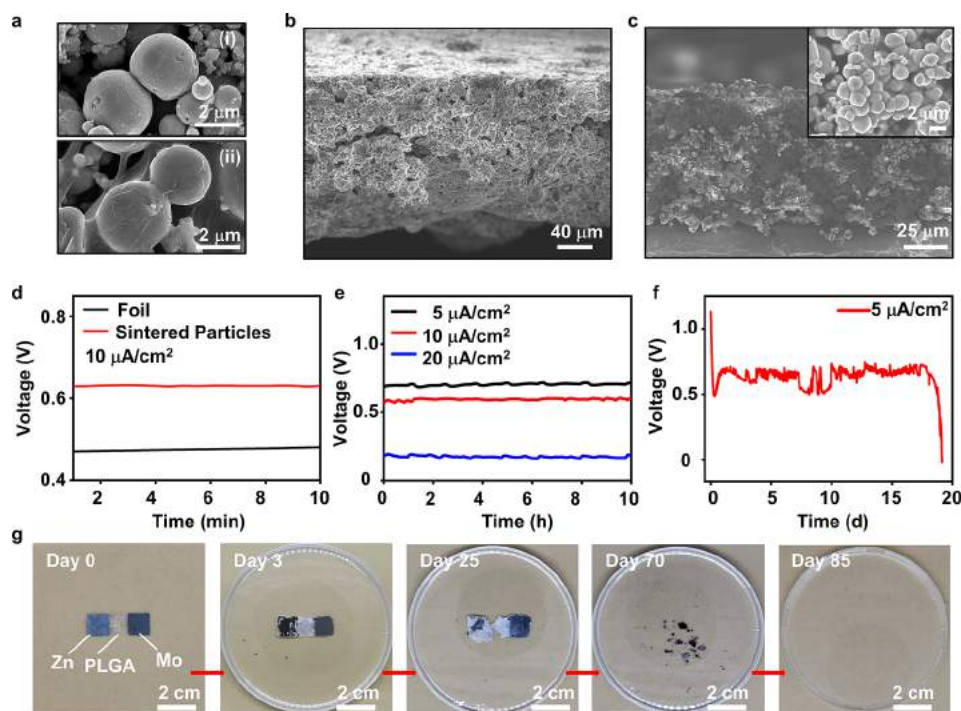 a
(i)
2 μm
(ii)
2 μm
b
40 μm
c
2 μm
25 μm
d
0.8
0.6
0.4
Voltage (V)
Foil
Sintered Particles
10 μA/cm²
2 4 6 8 10
Time (min)
e
1.0
0.5
0
Voltage (V)
5 μA/cm²
10 μA/cm²
20 μA/cm²
0 2 4 6 8 10
Time (h)
f
1.0
0.5
0
Voltage (V)
5 μA/cm²
0 5 10 15 20
Time (d)
g
Day 0
Zn
PLGA
Mo
2 cm
Day 3
2 cm
Day 25
2 cm
Day 70
2 cm
Day 85
2 cm